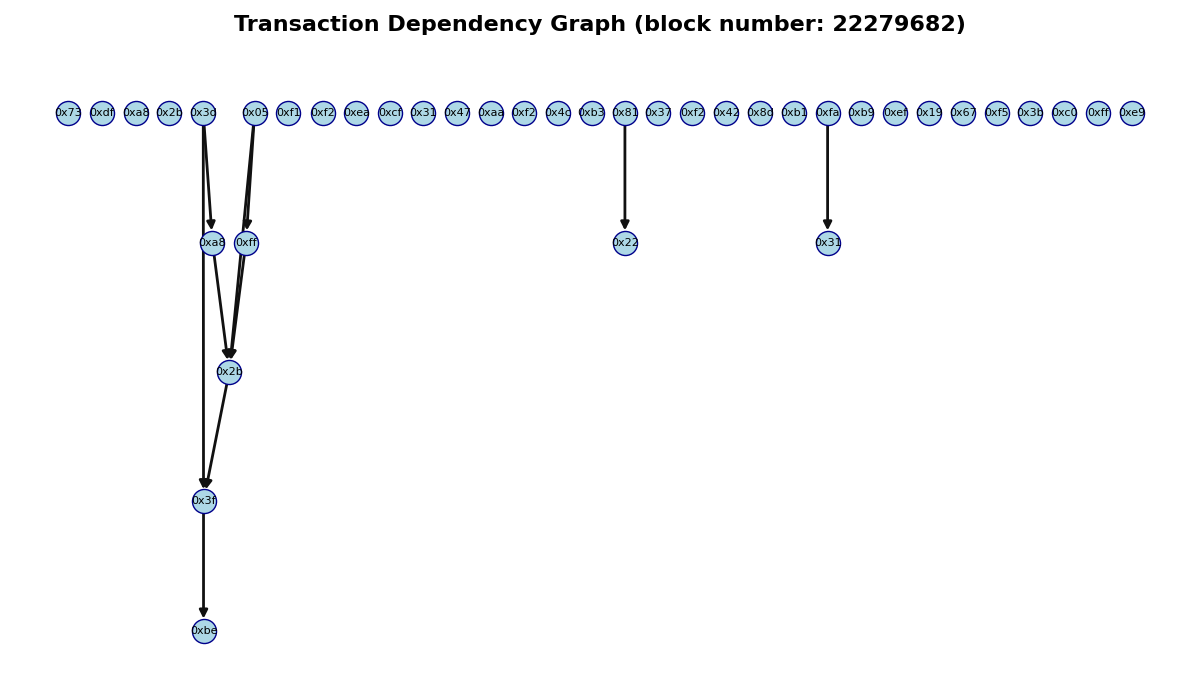 Transaction Dependency Graph (block number: 22279682)
0x73 0xdf 0xa8 0x2b 0x3d 0x05 0xf1 0xf2 0xea 0xcf 0x31 0x47 0xaa 0xf2 0x4c 0xb3 0x81 0x37 0xf2 0x42 0x8d 0xb1 0xfa 0xb9 0xef 0x19 0x67 0xf5 0x3b 0xc0 0xff 0xe9
0xa8 0xff 0x22 0x31
0x2b
0x3f
0xbe